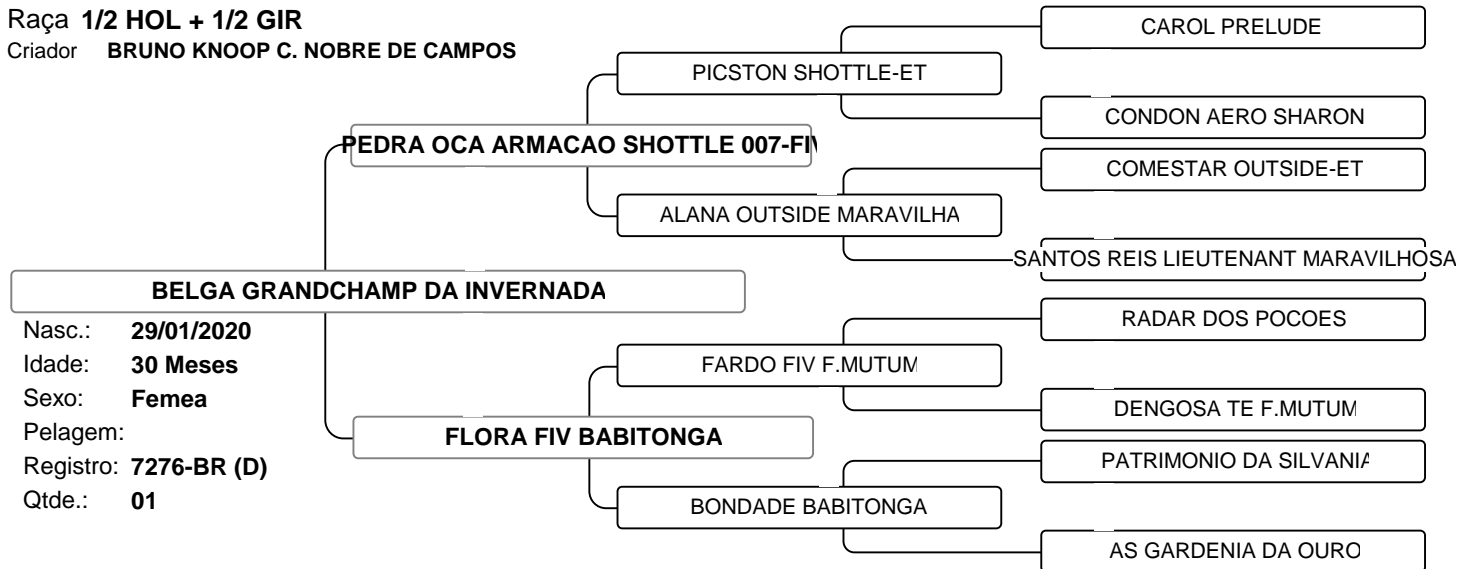 Raça 1/2 HOL + 1/2 GIR
Criador BRUNO KNOOP C. NOBRE DE CAMPOS
CAROL PRELUDE
PICSTON SHOTTLE-ET
CONDON AERO SHARON
PEDRA OCA ARMACAO SHOTTLE 007-FIV
COMESTAR OUTSIDE-ET
ALANA OUTSIDE MARAVILHA
SANTOS REIS LIEUTENANT MARAVILHOSA
BELGA GRANDCHAMP DA INVERNADA
Nasc.: 29/01/2020
Idade: 30 Meses
Sexo: Femea
Pelagem:
Registro: 7276-BR (D)
Qtde.: 01
RADAR DOS POCOES
FARDO FIV F.MUTUM
DENGOSA TE F.MUTUM
FLORA FIV BABITONGA
PATRIMONIO DA SILVANIA
BONDADE BABITONGA
AS GARDENIA DA OURO